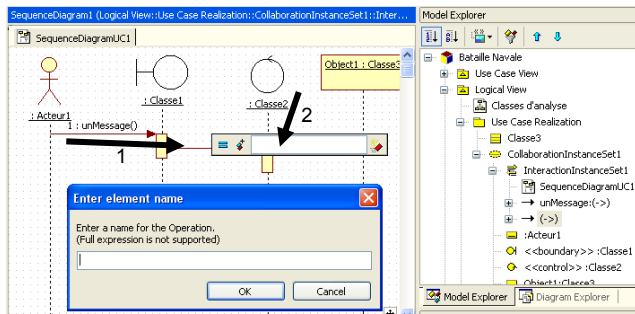 SequenceDiagram1 (Logical View::Use Case Realization::CollaborationInstanceSet1::Inter...
SequenceDiagramUC1
Object1 : Classe3
: Classe1
: Classe2
: Acteur1
1 : unMessage()
1
2
Enter element name
Enter a name for the Operation.
(Full expression is not supported)
OK
Cancel
Model Explorer
Bataille Navale
Use Case View
Logical View
Classes d'analyse
Use Case Realization
Classe3
CollaborationInstanceSet1
InteractionInstanceSet1
SequenceDiagramUC1
unMessage:(->)
(->)
:Acteur1
<<boundary>> :Classe1
<<control>> :Classe2
Object1:Classe3
Model Explorer
Diagram Explorer